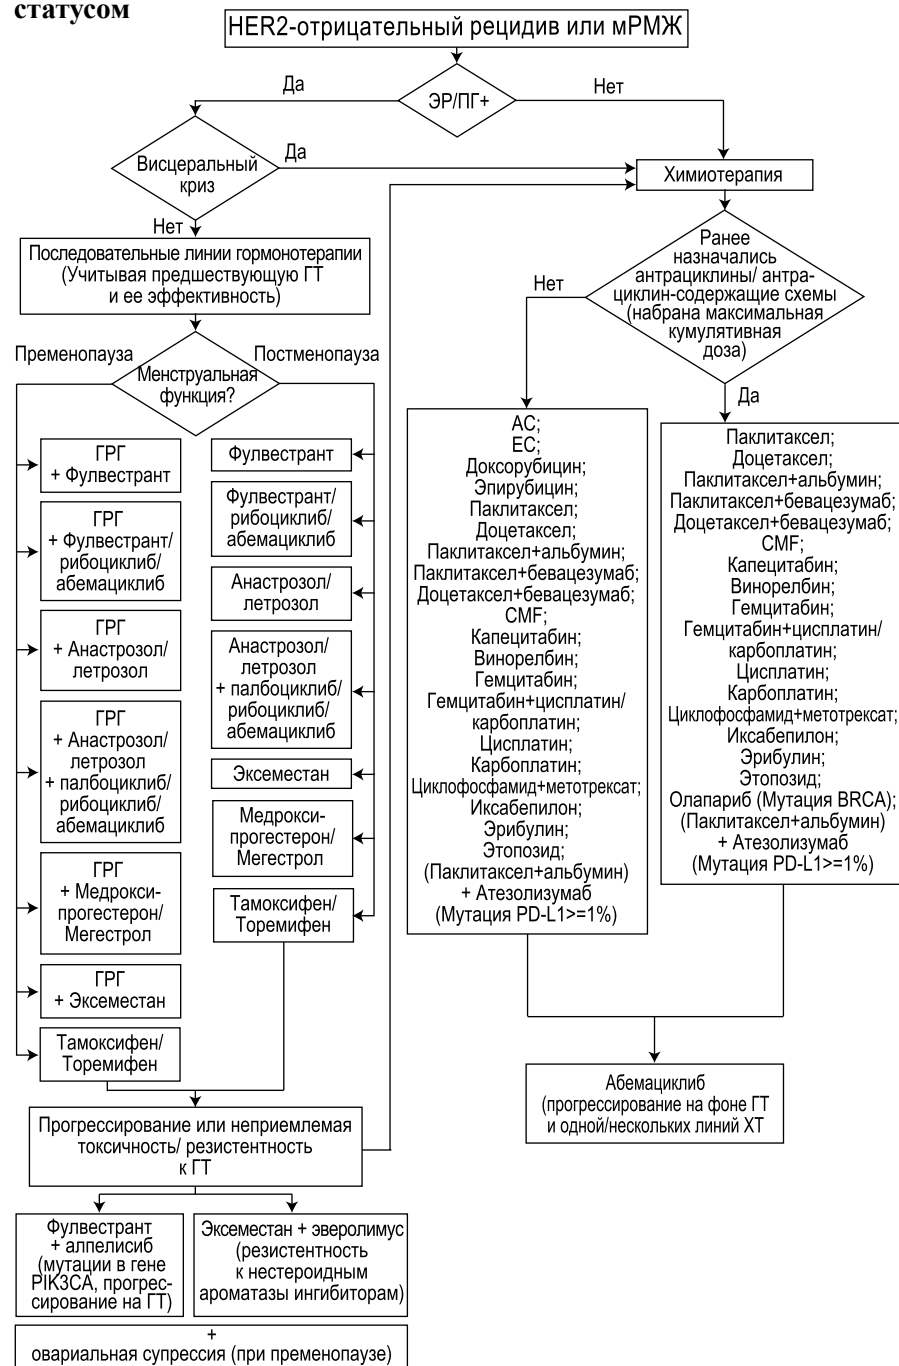 статусом
HER2-отрицательный рецидив или мРМЖ
Да
ЭР/ПГ+
Нет
Висцеральный
криз
Да
Химиотерапия
Нет
Последовательные линии гормонотерапии
(Учитывая предшествующую ГТ
и ее эффективность)
Ранее
назначались
антрациклины/ антра-
циклин-содержащие схемы
(набрана максимальная
кумулятивная
доза)
Нет
Да
Пременопауза
Постменопауза
Менструальная
функция?
ГРГ
+ Фулвестрант
ГРГ
+ Фулвестрант/
рибоциклиб/
абемациклиб
ГРГ
+ Анастрозол/
летрозол
ГРГ
+ Анастрозол/
летрозол
+ палбоциклиб/
рибоциклиб/
абемациклиб
ГРГ
+ Медрокси-
прогестерон/
Мегестрол
ГРГ
+ Эксеместан
Тамоксифен/
Торемифен
Фулвестрант
Фулвестрант/
рибоциклиб/
абемациклиб
Анастрозол/
летрозол
Анастрозол/
летрозол
+ палбоциклиб/
рибоциклиб/
абемациклиб
Эксеместан
Медрокси-
прогестерон/
Мегестрол
Тамоксифен/
Торемифен
АС;
ЕС;
Доксорубицин;
Эпирубицин;
Паклитаксел;
Доцетаксел;
Паклитаксел+альбумин;
Паклитаксел+бевацезумаб;
Доцетаксел+бевацезумаб;
CMF;
Капецитабин;
Винорелбин;
Гемцитабин;
Гемцитабин+цисплатин/
карбоплатин;
Цисплатин;
Карбоплатин;
Циклофосфамид+метотрексат;
Иксабепилон;
Эрибулин;
Этопозид;
(Паклитаксел+альбумин)
+ Атезолизумаб
(Мутация PD-L1>=1%)
Паклитаксел;
Доцетаксел;
Паклитаксел+альбумин;
Паклитаксел+бевацезумаб;
Доцетаксел+бевацезумаб;
CMF;
Капецитабин;
Винорелбин;
Гемцитабин;
Гемцитабин+цисплатин/
карбоплатин;
Цисплатин;
Карбоплатин;
Циклофосфамид+метотрексат;
Иксабепилон;
Эрибулин;
Этопозид;
Олапариб (Мутация BRCA);
(Паклитаксел+альбумин)
+ Атезолизумаб
(Мутация PD-L1>=1%)
Абемациклиб
(прогрессирование на фоне ГТ
и одной/нескольких линий ХТ
Прогрессирование или неприемлемая
токсичность/ резистентность
к ГТ
Фулвестрант
+ алпелисиб
(мутации в гене
PIK3CA, прогрес-
сирование на ГТ)
Эксеместан + эверолимус
(резистентность
к нестероидным
ароматазы ингибиторам)
+
овариальная супрессия (при пременопаузе)